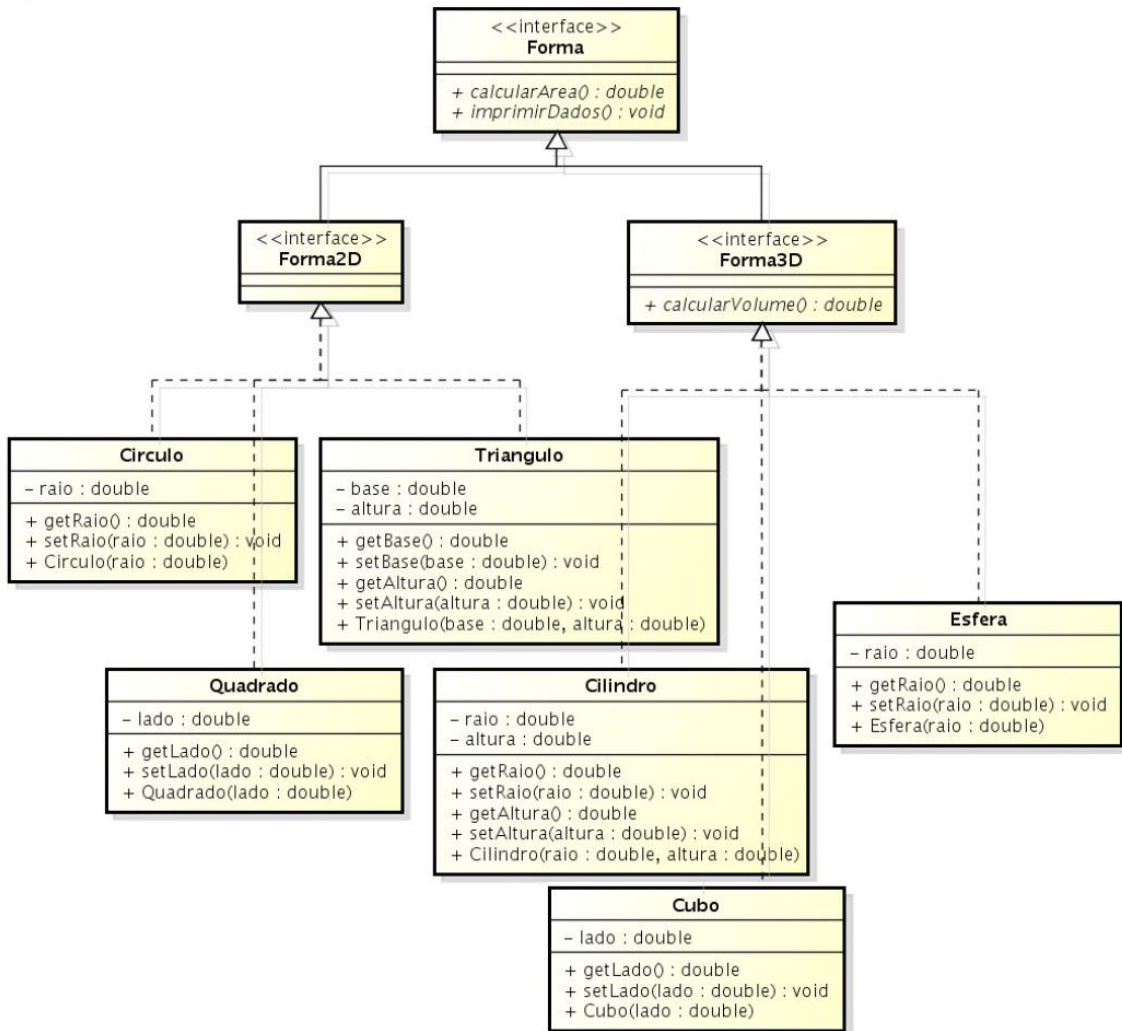 <<interface>>
Forma
+ calcularArea() : double
+ imprimirDados() : void
<<interface>>
Forma2D
<<interface>>
Forma3D
+ calcularVolume() : double
Circulo
– raio : double
+ getRaio() : double
+ setRaio(raio : double) : void
+ Circulo(raio : double)
Triangulo
– base : double
– altura : double
+ getBase() : double
+ setBase(base : double) : void
+ getAltura() : double
+ setAltura(altura : double) : void
+ Triangulo(base : double, altura : double)
Quadrado
– lado : double
+ getLado() : double
+ setLado(lado : double) : void
+ Quadrado(lado : double)
Cilindro
– raio : double
– altura : double
+ getRaio() : double
+ setRaio(raio : double) : void
+ getAltura() : double
+ setAltura(altura : double) : void
+ Cilindro(raio : double, altura : double)
Esfera
– raio : double
+ getRaio() : double
+ setRaio(raio : double) : void
+ Esfera(raio : double)
Cubo
– lado : double
+ getLado() : double
+ setLado(lado : double) : void
+ Cubo(lado : double)